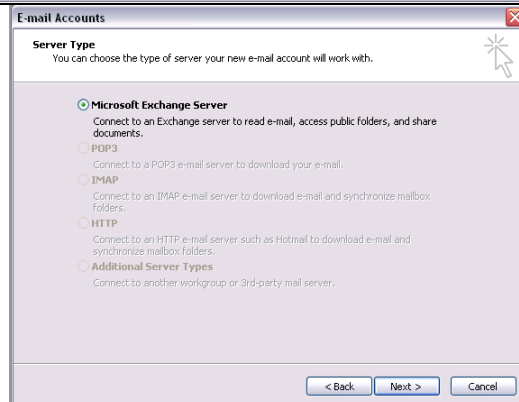 E-mail Accounts
Server Type
You can choose the type of server your new e-mail account will work with.
Microsoft Exchange Server
Connect to an Exchange server to read e-mail, access public folders, and share
documents.
POP3
Connect to a POP3 e-mail server to download your e-mail.
IMAP
Connect to an IMAP e-mail server to download e-mail and synchronize mailbox
folders.
HTTP
Connect to an HTTP e-mail server such as Hotmail to download e-mail and
synchronize mailbox folders.
Additional Server Types
Connect to another workgroup or 3rd-party mail server.
< Back Next > Cancel